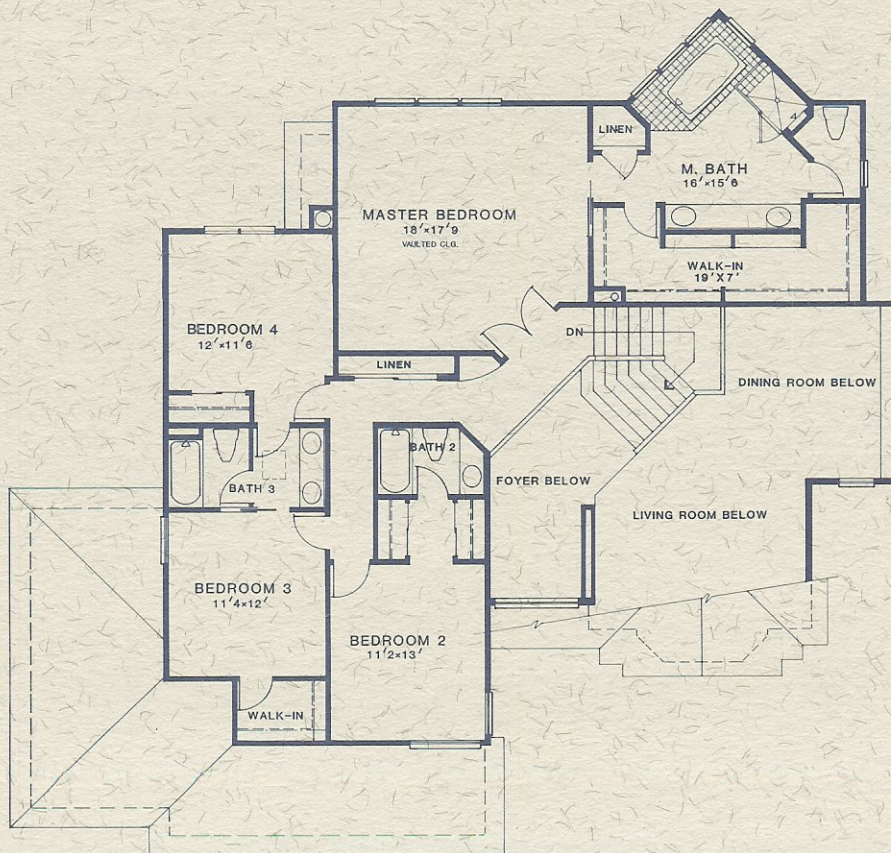 LINEN
M. BATH
16'×15'6
MASTER BEDROOM
18'×17'9
VAULTED CLG.
WALK-IN
19'X7'
BEDROOM 4
12'×11'6
DN
LINEN
DINING ROOM BELOW
BATH 2
BATH 3
FOYER BELOW
LIVING ROOM BELOW
BEDROOM 3
11'4×12'
BEDROOM 2
11'2×13'
WALK-IN